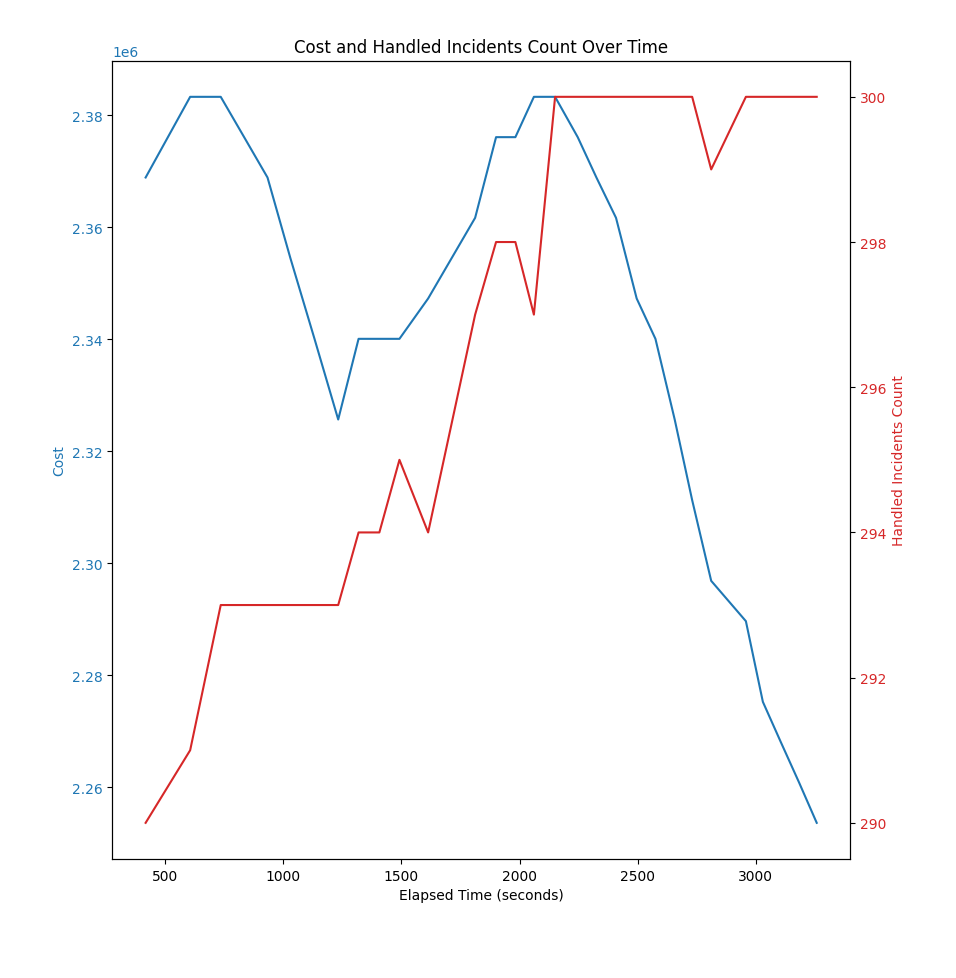 Cost and Handled Incidents Count Over Time
1e6
2.38
2.36
2.34
2.32
2.30
2.28
2.26
Cost
300
298
296
294
292
290
Handled Incidents Count
500 1000 1500 2000 2500 3000
Elapsed Time (seconds)